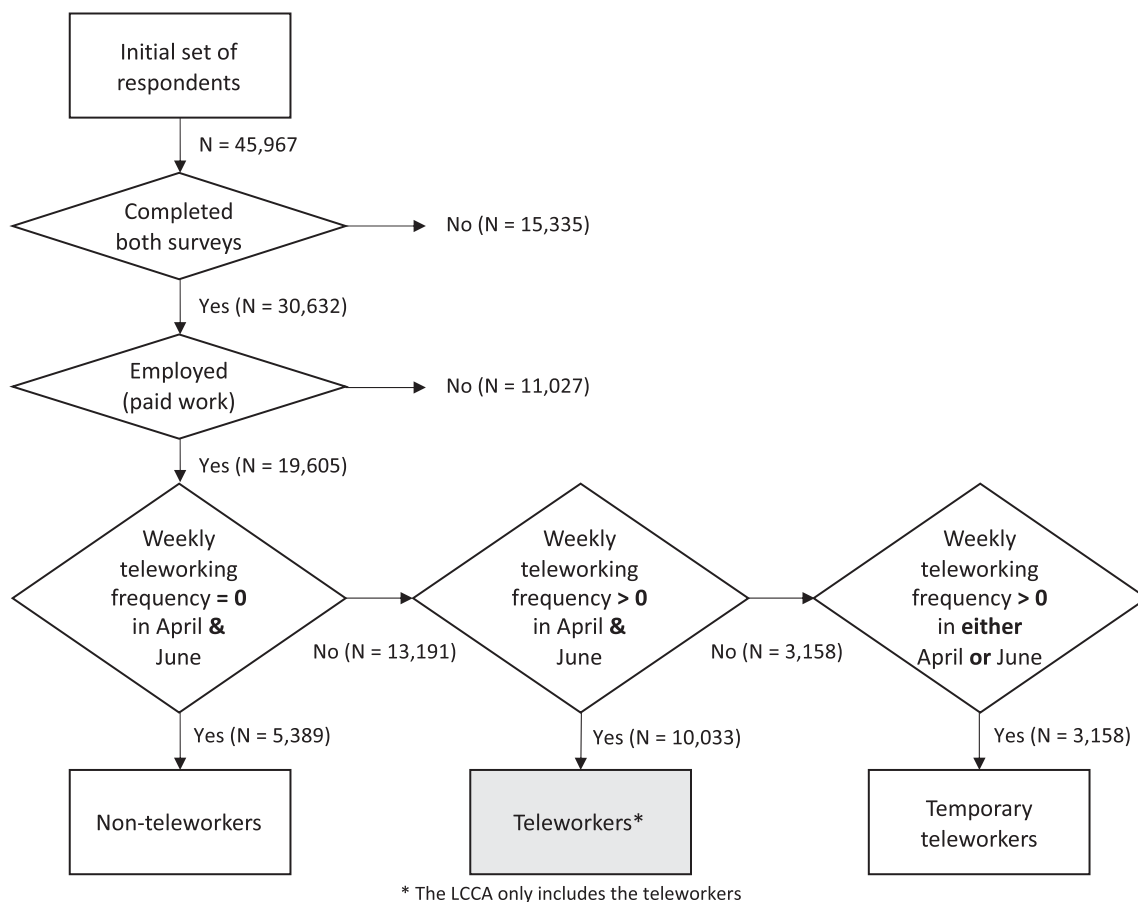 Initial set of
respondents
N = 45,967
Completed
both surveys
No (N = 15,335)
Yes (N = 30,632)
Employed
(paid work)
No (N = 11,027)
Yes (N = 19,605)
Weekly
teleworking
frequency = 0
in April &
June
No (N = 13,191)
Yes (N = 5,389)
Non-teleworkers
Weekly
teleworking
frequency > 0
in April &
June
No (N = 3,158)
Yes (N = 10,033)
Teleworkers*
Weekly
teleworking
frequency > 0
in either
April or June
Yes (N = 3,158)
Temporary
teleworkers
* The LCCA only includes the teleworkers